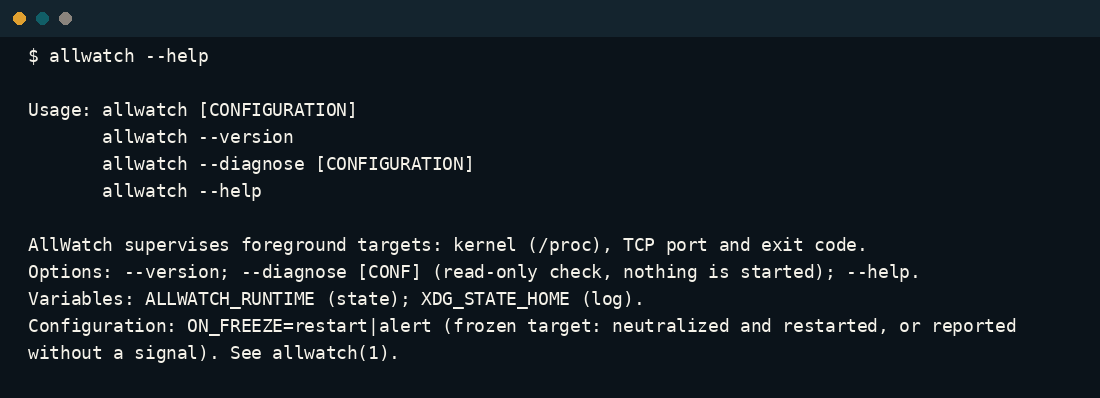 $ allwatch --help
Usage: allwatch [CONFIGURATION]
allwatch --version
allwatch --diagnose [CONFIGURATION]
allwatch --help
AllWatch supervises foreground targets: kernel (/proc), TCP port and exit code.
Options: --version; --diagnose [CONF] (read-only check, nothing is started); --help.
Variables: ALLWATCH_RUNTIME (state); XDG_STATE_HOME (log).
Configuration: ON_FREEZE=restart|alert (frozen target: neutralized and restarted, or reported
without a signal). See allwatch(1).